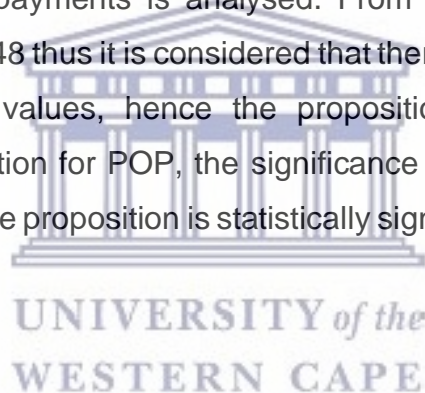 payments is analysed. From
48 thus it is considered that ther
values, hence the propositio
tion for POP, the significance
e proposition is statistically sign
UNIVERSITY of the
WESTERN CAPE